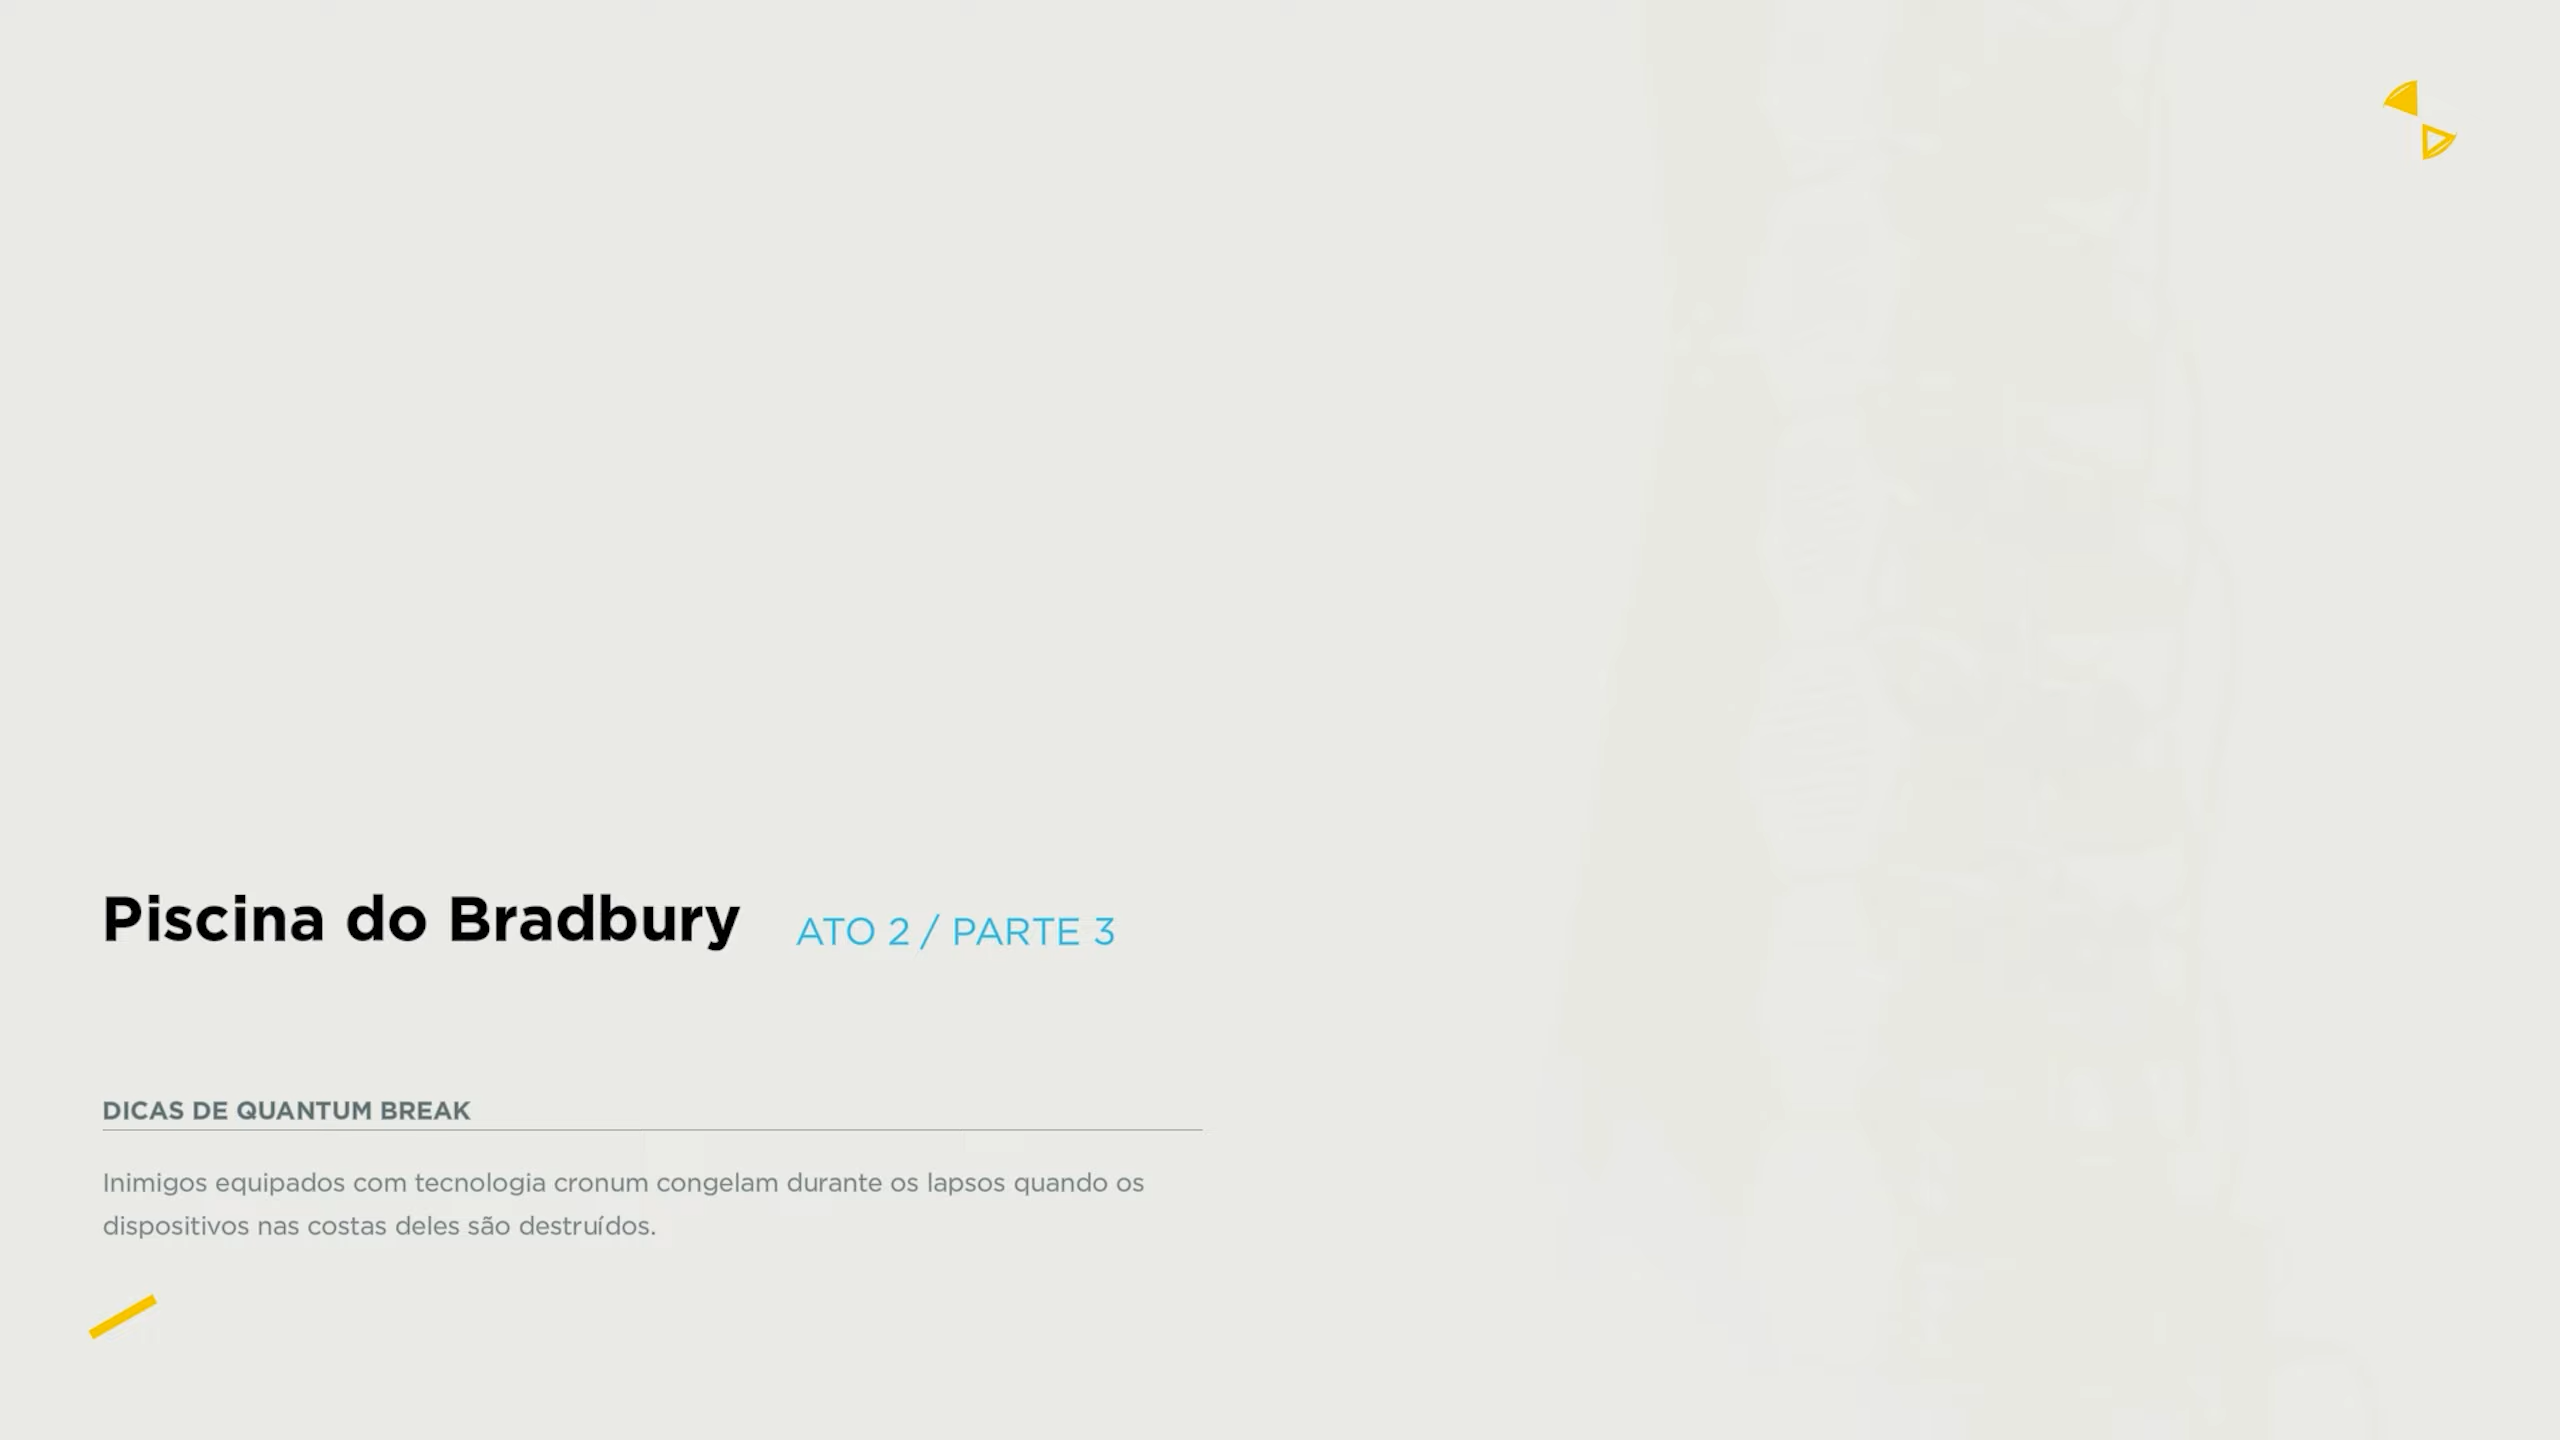 Piscina do Bradbury ATO 2 / PARTE 3
DICAS DE QUANTUM BREAK
Inimigos equipados com tecnologia cronum congelam durante os lapsos quando os
dispositivos nas costas deles são destruídos.